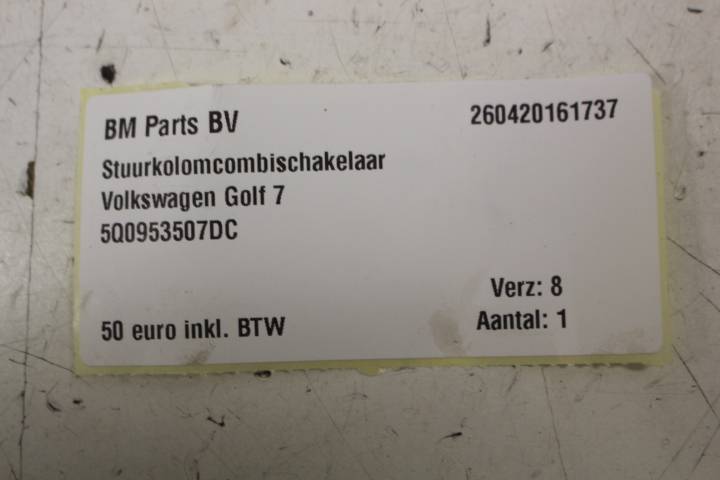 BM Parts BV 260420161737
Stuurkolomcombischakelaar
Volkswagen Golf 7
5Q0953507DC
Verz: 8
50 euro inkl. BTW Aantal: 1